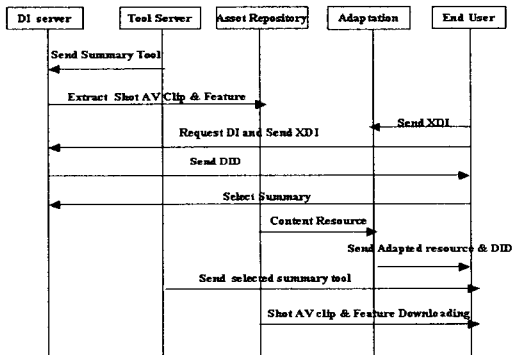 DI server
Tool Server
Asset Repository
Adaptation
End User
Send Summary Tool
Extract Shot AV Clip & Feature
Send XDI
Request DI and Send XDI
Send DID
Select Summary
Content Resource
Send Adapted resource & DID
Send selected summary tool
Shot AV clip & Feature Downloading